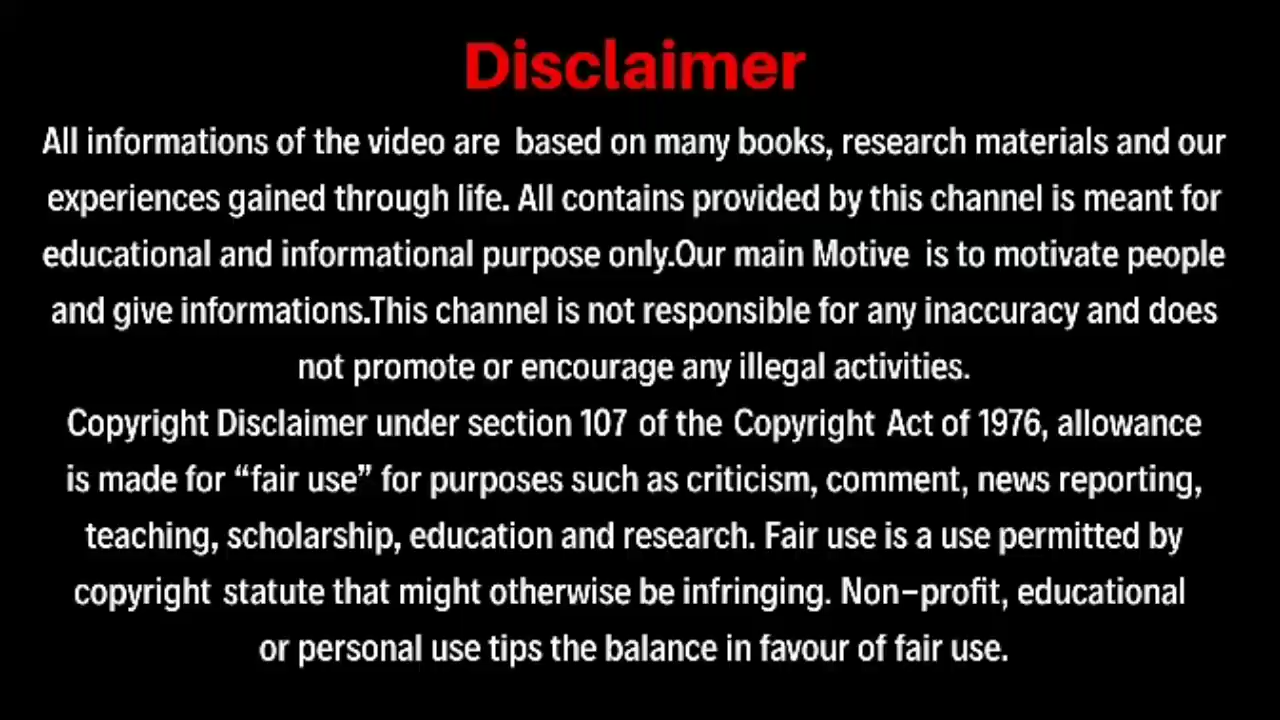 Disclaimer
All informations of the video are based on many books, research materials and our
experiences gained through life. All contains provided by this channel is meant for
educational and informational purpose only.Our main Motive is to motivate people
and give informations.This channel is not responsible for any inaccuracy and does
not promote or encourage any illegal activities.
Copyright Disclaimer under section 107 of the Copyright Act of 1976, allowance
is made for “fair use” for purposes such as criticism, comment, news reporting,
teaching, scholarship, education and research. Fair use is a use permitted by
copyright statute that might otherwise be infringing. Non-profit, educational
or personal use tips the balance in favour of fair use.